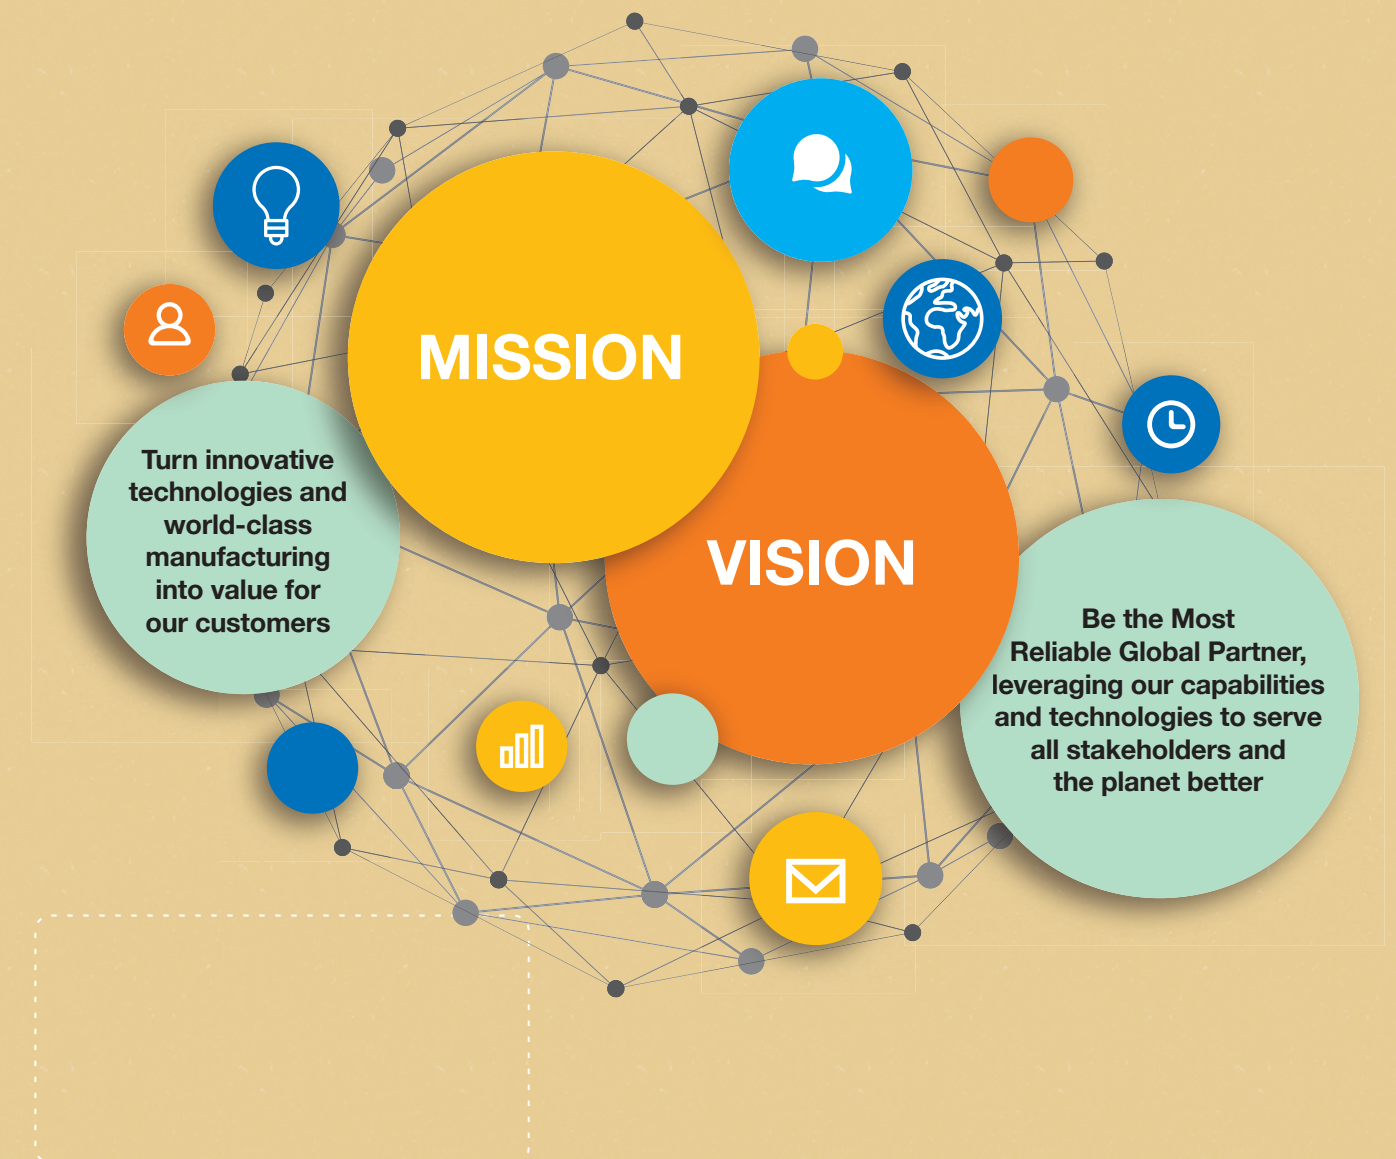 MISSION
Turn innovative
technologies and
world-class
manufacturing
into value for
our customers
VISION
Be the Most
Reliable Global Partner,
leveraging our capabilities
and technologies to serve
all stakeholders and
the planet better